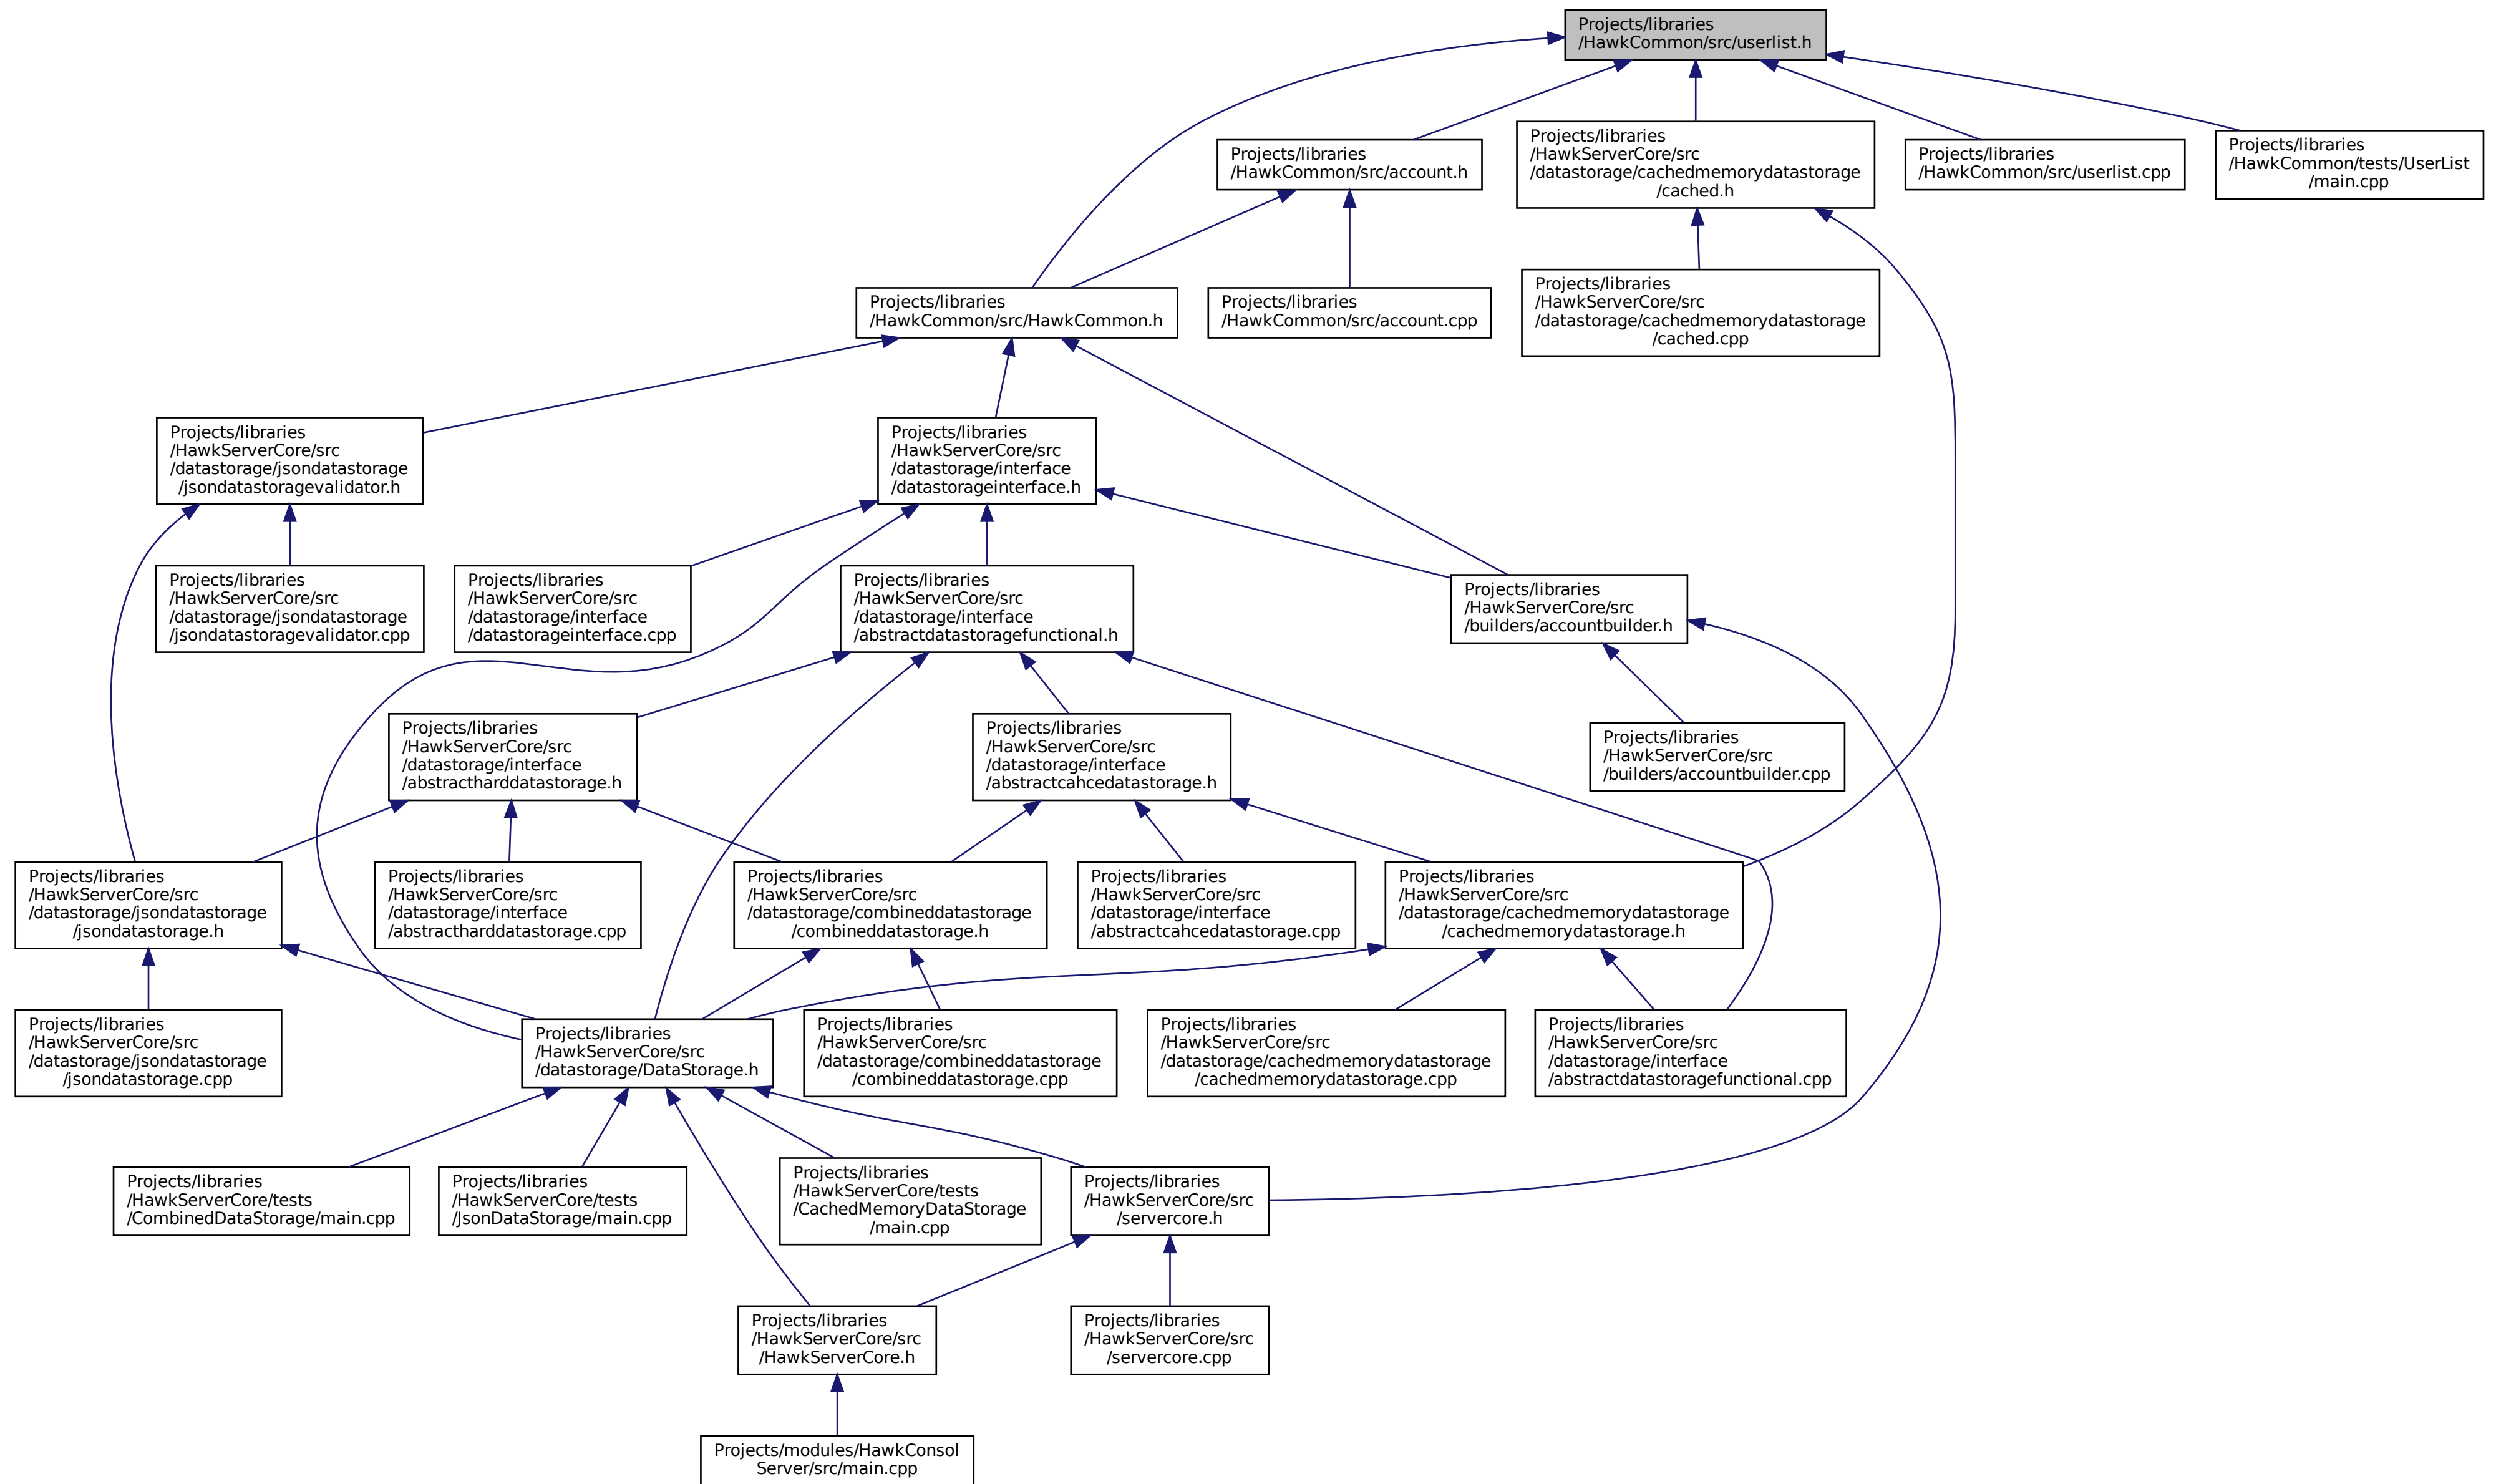 Projects/libraries
/HawkCommon/src/userlist.h
Projects/libraries
/HawkCommon/src/account.h
Projects/libraries
/HawkServerCore/src
/datastorage/cachedmemorydatastorage
/cached.h
Projects/libraries
/HawkCommon/src/userlist.cpp
Projects/libraries
/HawkCommon/tests/UserList
/main.cpp
Projects/libraries
/HawkCommon/src/HawkCommon.h
Projects/libraries
/HawkCommon/src/account.cpp
Projects/libraries
/HawkServerCore/src
/datastorage/cachedmemorydatastorage
/cached.cpp
Projects/libraries
/HawkServerCore/src
/datastorage/jsondatastorage
/jsondatastoragevalidator.h
Projects/libraries
/HawkServerCore/src
/datastorage/interface
/datastorageinterface.h
Projects/libraries
/HawkServerCore/src
/datastorage/jsondatastorage
/jsondatastoragevalidator.cpp
Projects/libraries
/HawkServerCore/src
/datastorage/interface
/datastorageinterface.cpp
Projects/libraries
/HawkServerCore/src
/datastorage/interface
/abstractdatastoragefunctional.h
Projects/libraries
/HawkServerCore/src
/builders/accountbuilder.h
Projects/libraries
/HawkServerCore/src
/datastorage/interface
/abstractharddatastorage.h
Projects/libraries
/HawkServerCore/src
/datastorage/interface
/abstractcahcedatastorage.h
Projects/libraries
/HawkServerCore/src
/builders/accountbuilder.cpp
Projects/libraries
/HawkServerCore/src
/datastorage/jsondatastorage
/jsondatastorage.h
Projects/libraries
/HawkServerCore/src
/datastorage/interface
/abstractharddatastorage.cpp
Projects/libraries
/HawkServerCore/src
/datastorage/combineddatastorage
/combineddatastorage.h
Projects/libraries
/HawkServerCore/src
/datastorage/interface
/abstractcahcedatastorage.cpp
Projects/libraries
/HawkServerCore/src
/datastorage/cachedmemorydatastorage
/cachedmemorydatastorage.h
Projects/libraries
/HawkServerCore/src
/datastorage/jsondatastorage
/jsondatastorage.cpp
Projects/libraries
/HawkServerCore/src
/datastorage/DataStorage.h
Projects/libraries
/HawkServerCore/src
/datastorage/combineddatastorage
/combineddatastorage.cpp
Projects/libraries
/HawkServerCore/src
/datastorage/cachedmemorydatastorage
/cachedmemorydatastorage.cpp
Projects/libraries
/HawkServerCore/src
/datastorage/interface
/abstractdatastoragefunctional.cpp
Projects/libraries
/HawkServerCore/tests
/CombinedDataStorage/main.cpp
Projects/libraries
/HawkServerCore/tests
/JsonDataStorage/main.cpp
Projects/libraries
/HawkServerCore/tests
/CachedMemoryDataStorage
/main.cpp
Projects/libraries
/HawkServerCore/src
/servercore.h
Projects/libraries
/HawkServerCore/src
/HawkServerCore.h
Projects/libraries
/HawkServerCore/src
/servercore.cpp
Projects/modules/HawkConsol
Server/src/main.cpp